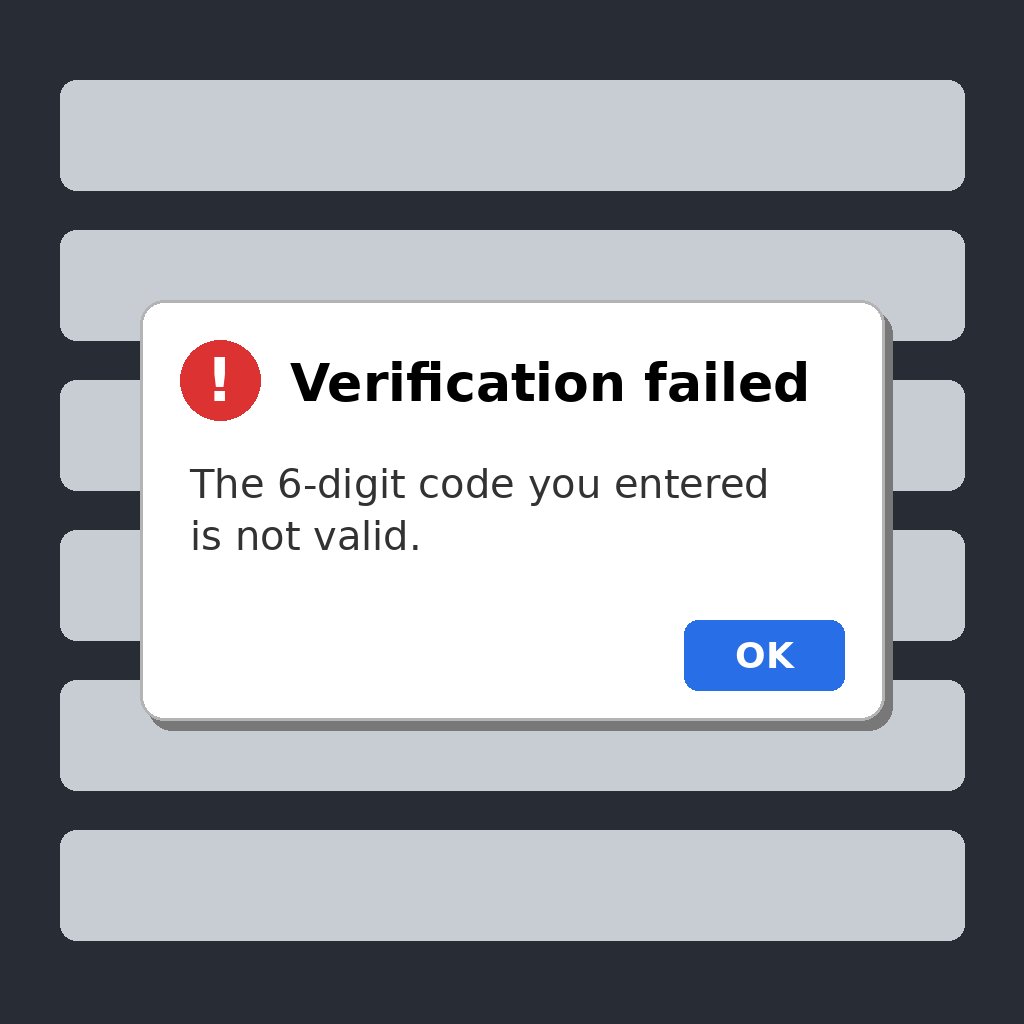 !
Verification failed
The 6-digit code you entered
is not valid.
OK